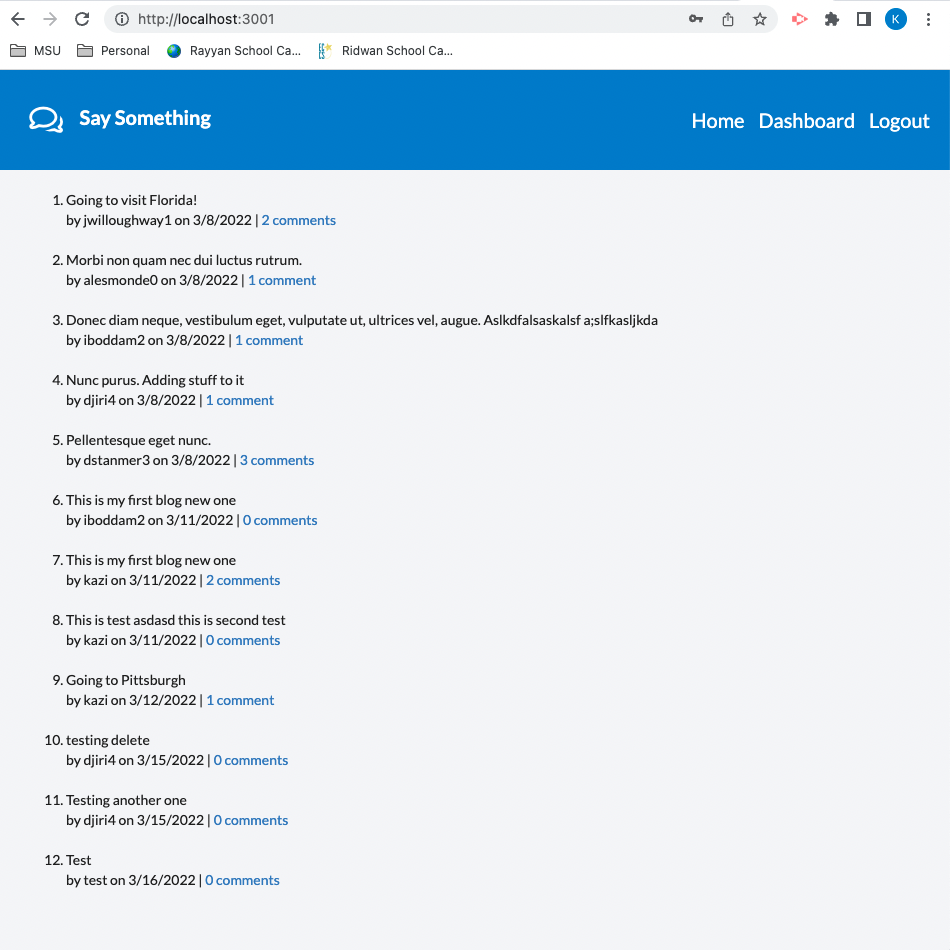 http://localhost:3001
K
MSU Personal Rayyan School Ca... Ridwan School Ca...
Say Something
Home Dashboard Logout
1. Going to visit Florida!
by jwilloughway1 on 3/8/2022 | 2 comments
2. Morbi non quam nec dui luctus rutrum.
by alesmonde0 on 3/8/2022 | 1 comment
3. Donec diam neque, vestibulum eget, vulputate ut, ultrices vel, augue. Aslkdfalsaskalsf a;slfkasljkda
by iboddam2 on 3/8/2022 | 1 comment
4. Nunc purus. Adding stuff to it
by djiri4 on 3/8/2022 | 1 comment
5. Pellentesque eget nunc.
by dstanmer3 on 3/8/2022 | 3 comments
6. This is my first blog new one
by iboddam2 on 3/11/2022 | 0 comments
7. This is my first blog new one
by kazi on 3/11/2022 | 2 comments
8. This is test asdasd this is second test
by kazi on 3/11/2022 | 0 comments
9. Going to Pittsburgh
by kazi on 3/12/2022 | 1 comment
10. testing delete
by djiri4 on 3/15/2022 | 0 comments
11. Testing another one
by djiri4 on 3/15/2022 | 0 comments
12. Test
by test on 3/16/2022 | 0 comments